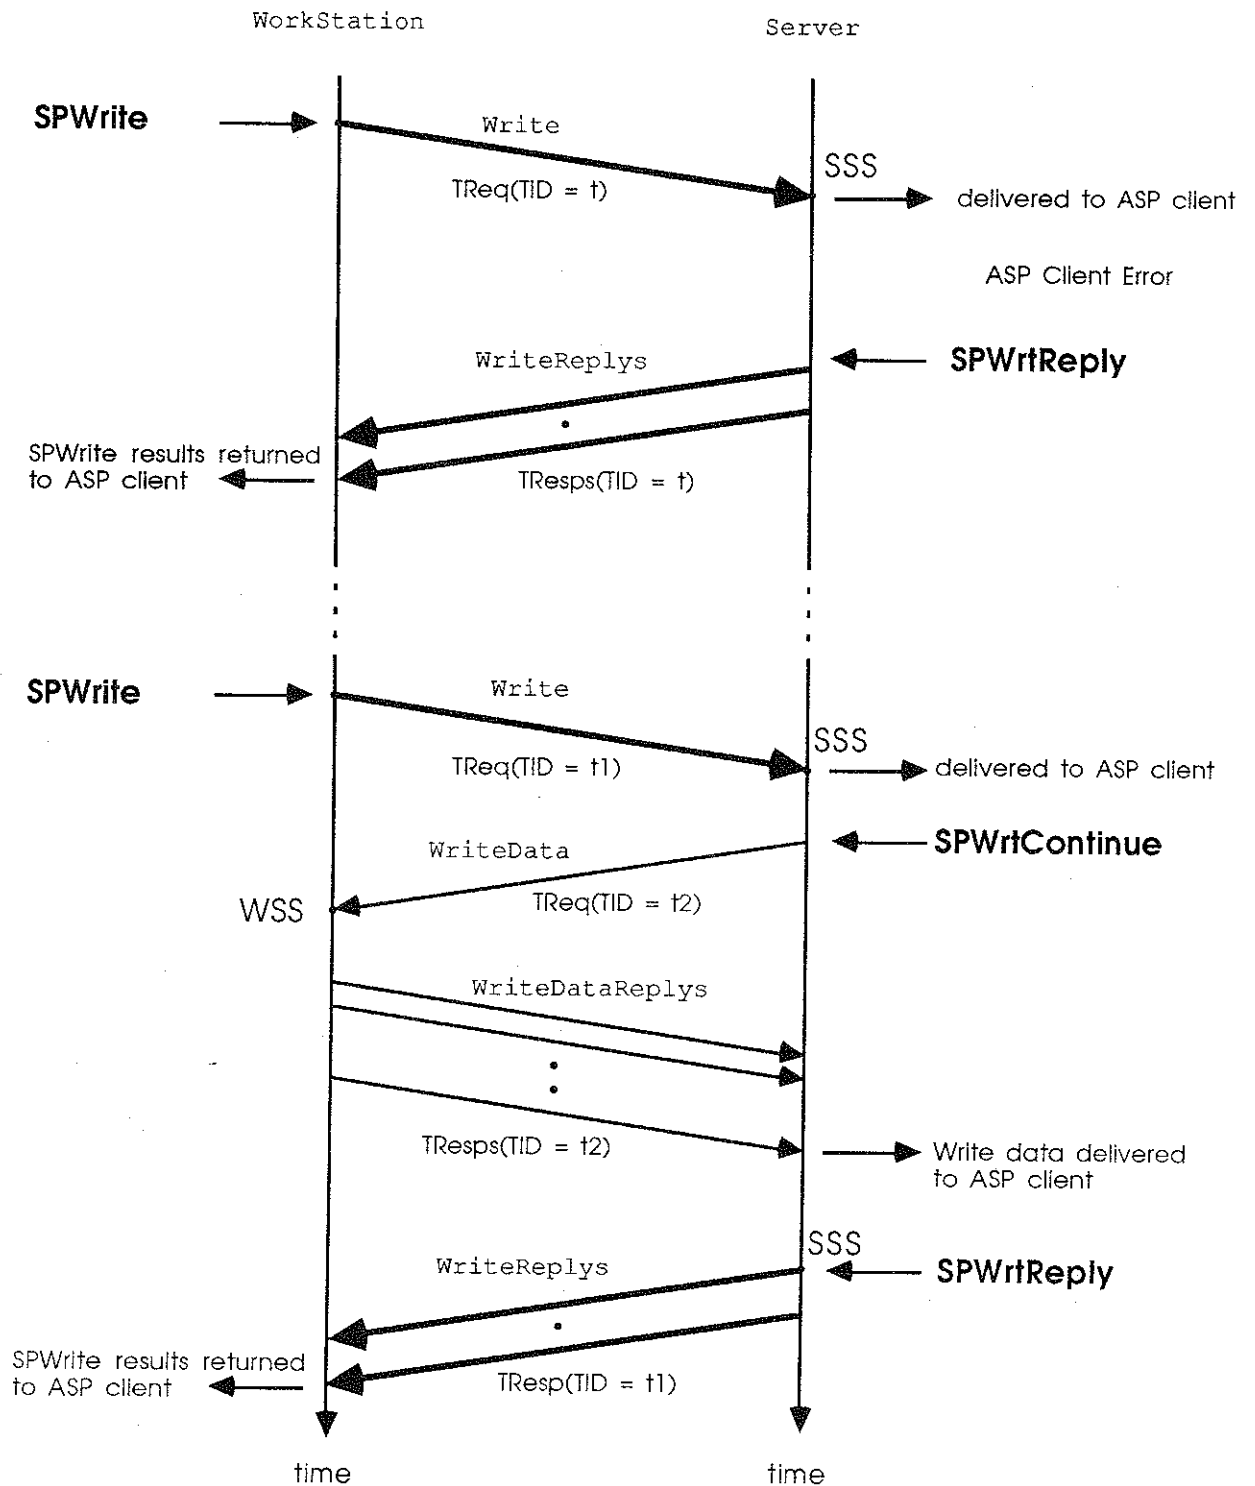 WorkStation
Server
SPWrite
Write
TReq(TID = t)
SSS
delivered to ASP client
ASP Client Error
WriteReplys
SPWrtReply
SPWrite results returned
to ASP client
TResps(TID = t)
SPWrite
Write
TReq(TID = t1)
SSS
delivered to ASP client
SPWrtContinue
WriteData
TReq(TID = t2)
WSS
WriteDataReplys
TResps(TID = t2)
Write data delivered
to ASP client
SSS
WriteReplys
SPWrtReply
SPWrite results returned
to ASP client
TResp(TID = t1)
time
time